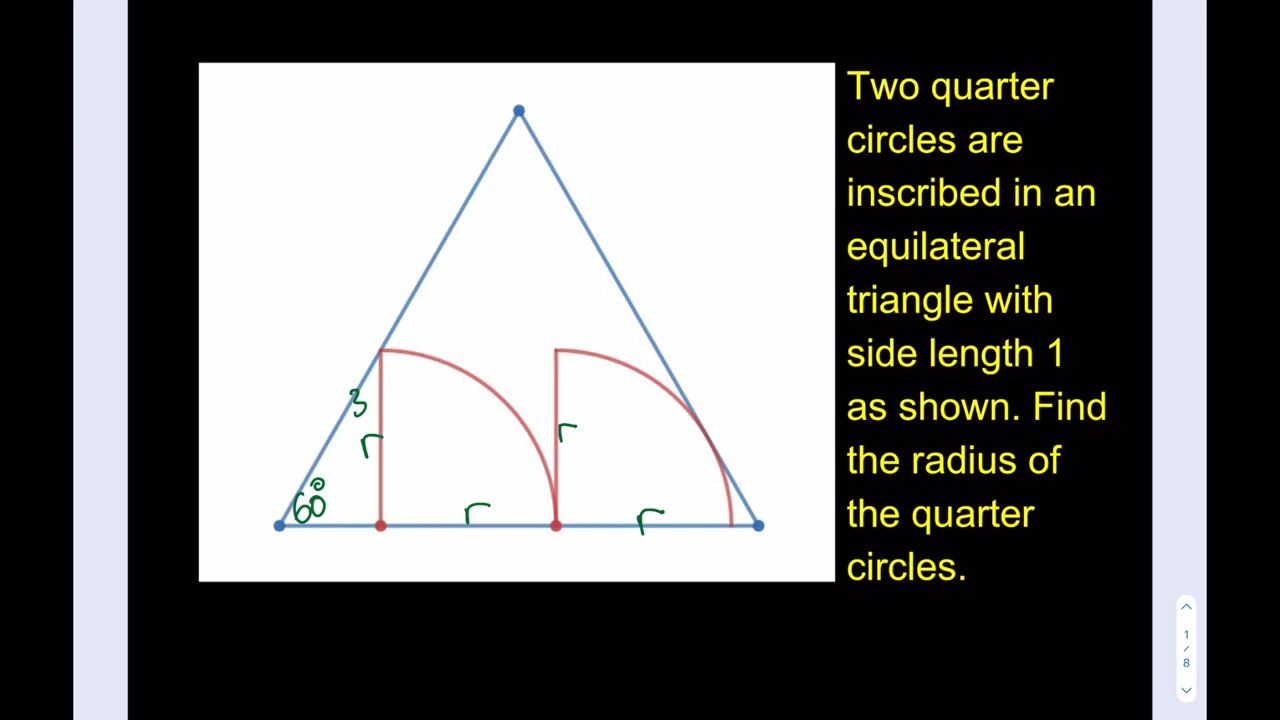 Two quarter
circles are
inscribed in an
equilateral
triangle with
side length 1
as shown. Find
the radius of
the quarter
circles.
3
r
r
60°
r
r
1
/
8